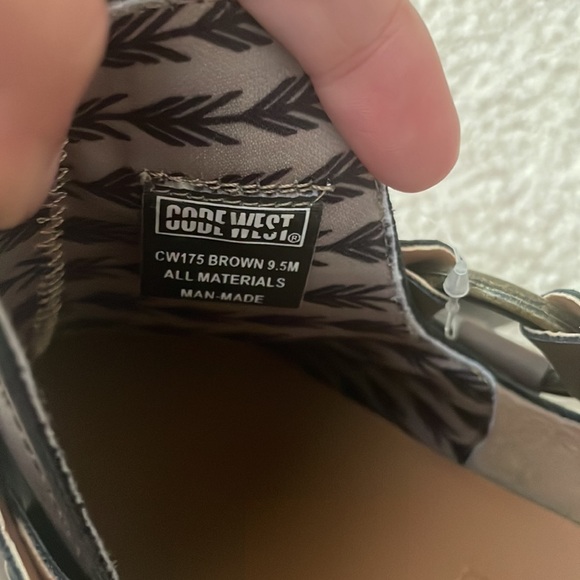 CODE WEST®
CW175 BROWN 9.5M
ALL MATERIALS
MAN-MADE